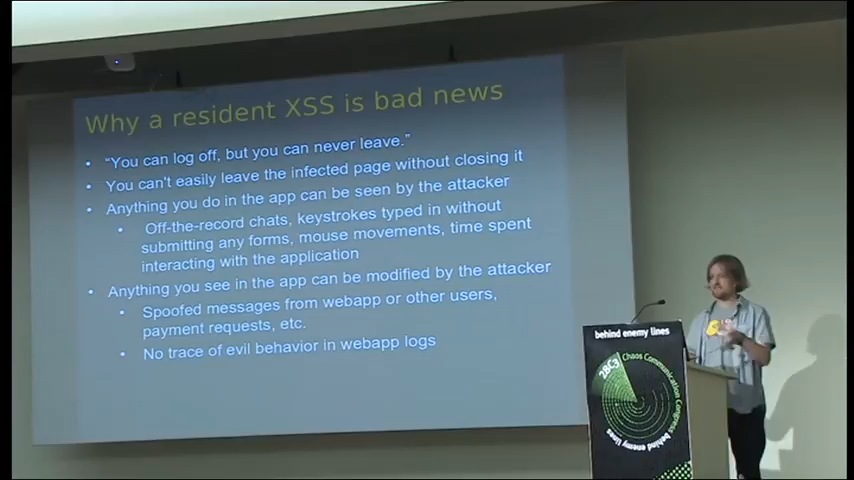 Why a resident XSS is bad news
• “You can log off, but you can never leave.”
• You can't easily leave the infected page without closing it
• Anything you do in the app can be seen by the attacker
• Off-the-record chats, keystrokes typed in without
submitting any forms, mouse movements, time spent
interacting with the application
• Anything you see in the app can be modified by the attacker
• Spoofed messages from webapp or other users,
payment requests, etc.
• No trace of evil behavior in webapp logs
behind enemy lines
28C3
Chaos Communication Congress
behind enemy lines